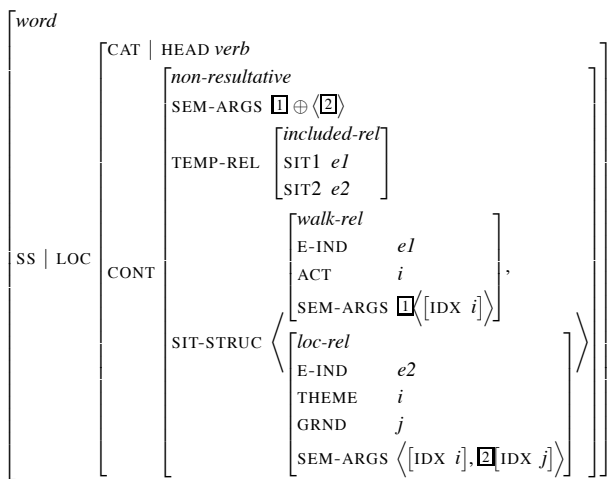 word
CAT | HEAD verb
non-resultative
SEM-ARGS 1 ⊕ ⟨2⟩
included-rel
TEMP-REL SIT1 e1
SIT2 e2
walk-rel
E-IND e1
SS | LOC CONT ACT i ,
SEM-ARGS 1⟨[IDX i]⟩
SIT-STRUC
loc-rel
E-IND e2
THEME i
GRND j
SEM-ARGS ⟨[IDX i], 2[IDX j]⟩